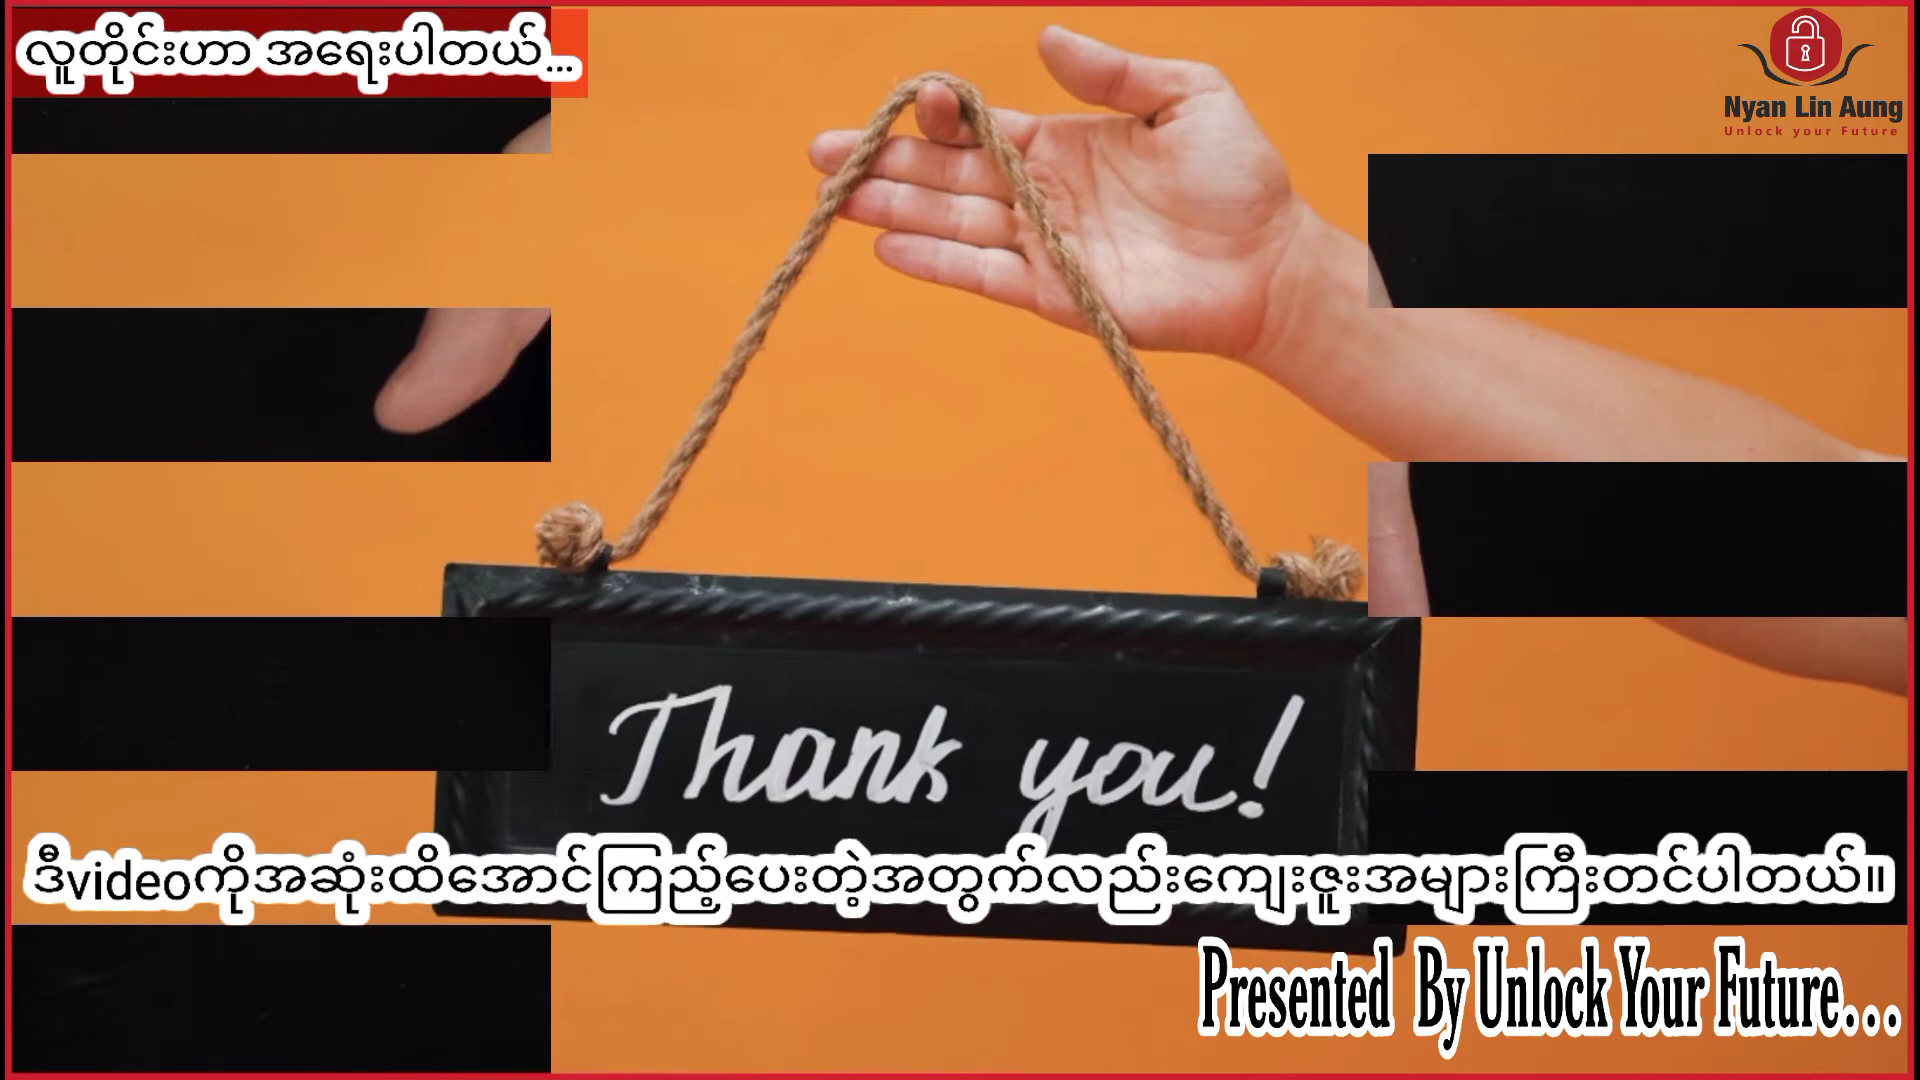 လူတိုင်းဟာ အရေးပါတယ်...
Nyan Lin Aung
Unlock your Future
Thank you!
ဒီvideoကိုအဆုံးထိအောင်ကြည့်ပေးတဲ့အတွက်လည်းကျေးဇူးအများကြီးတင်ပါတယ်။
Presented By Unlock Your Future...